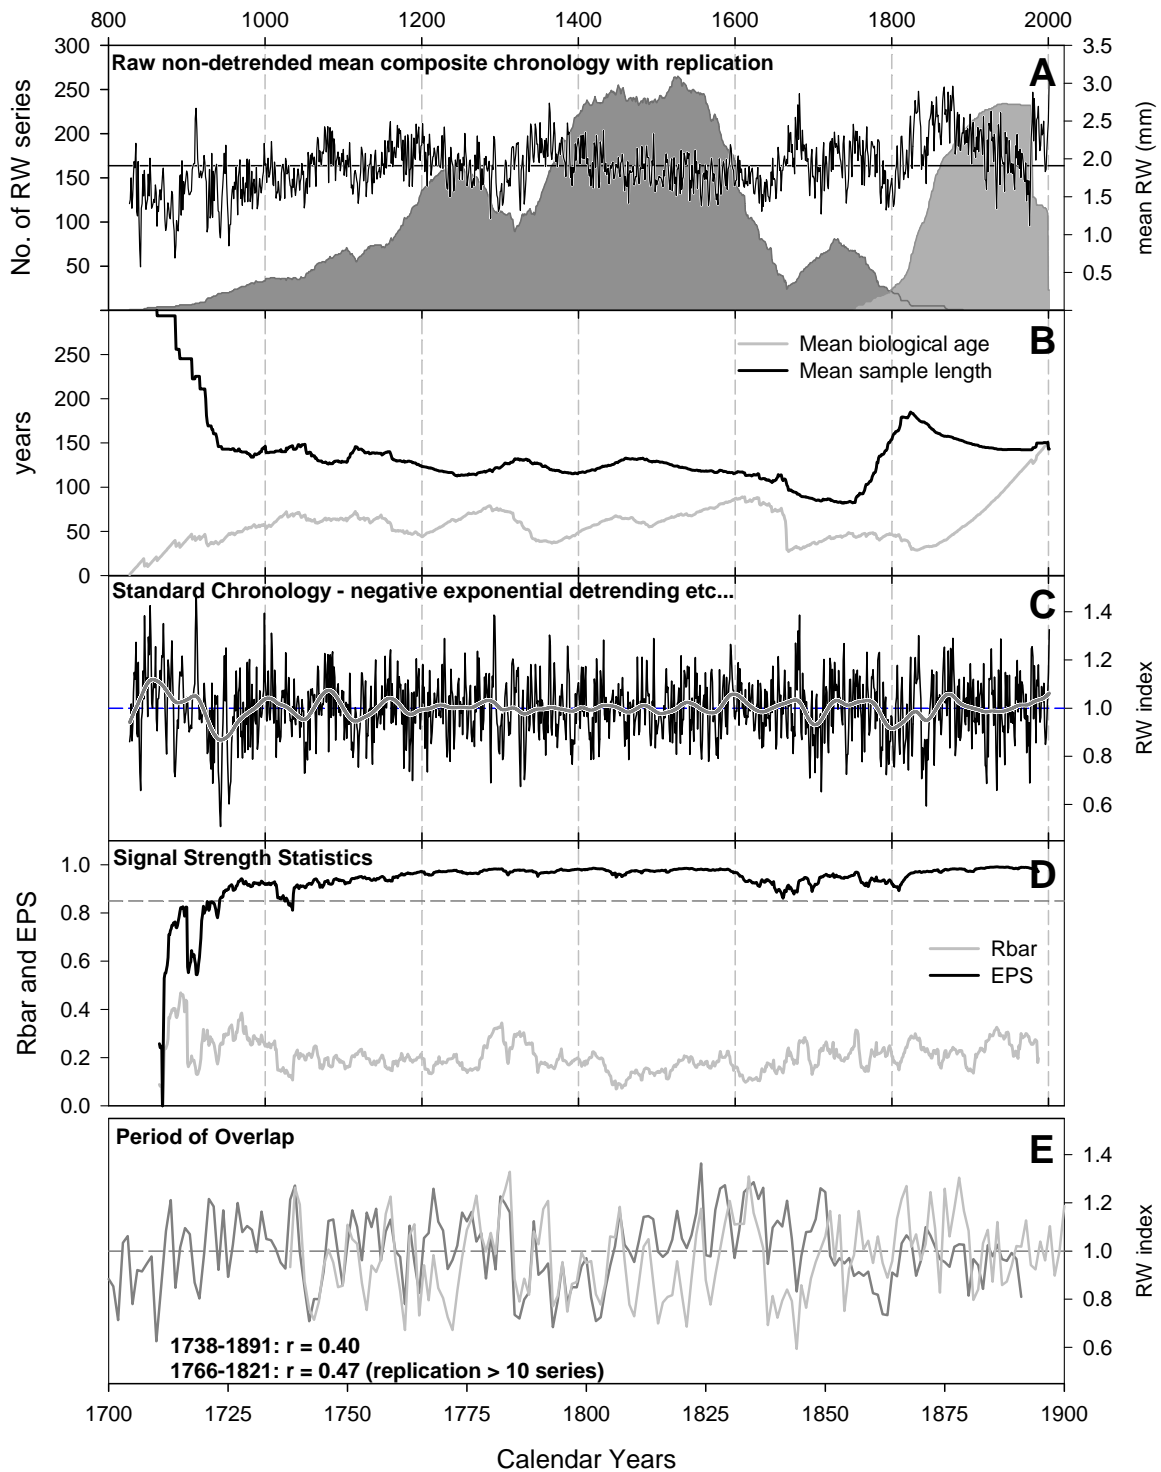 800 1000 1200 1400 1600 1800 2000
Raw non-detrended mean composite chronology with replication
A
No. of RW series
300
250
200
150
100
50
3.5
3.0
2.5
2.0
1.5
1.0
0.5
mean RW (mm)
B
Mean biological age
Mean sample length
years
250
200
150
100
50
0
Standard Chronology - negative exponential detrending etc...
C
1.4
1.2
1.0
0.8
0.6
RW index
Signal Strength Statistics
D
Rbar and EPS
1.0
0.8
0.6
0.4
0.2
0.0
Rbar
EPS
Period of Overlap
E
1.4
1.2
1.0
0.8
0.6
RW index
1738-1891: r = 0.40
1766-1821: r = 0.47 (replication > 10 series)
1700 1725 1750 1775 1800 1825 1850 1875 1900
Calendar Years